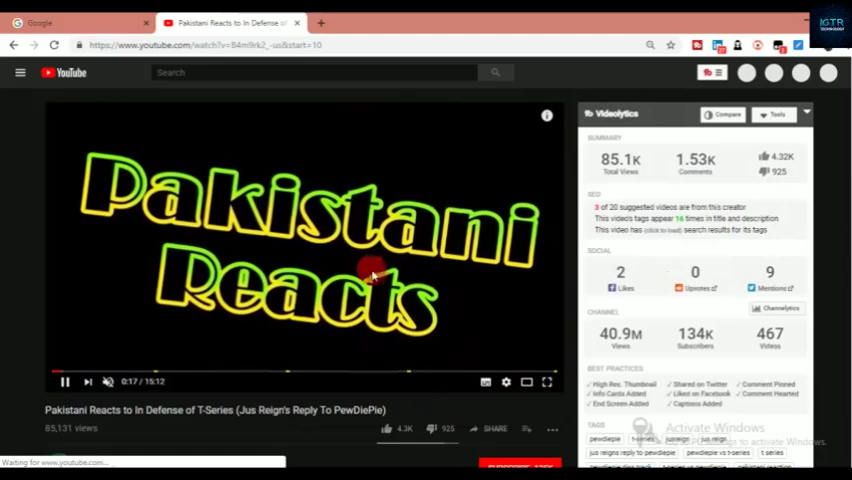 Google
Pakistani Reacts to In Defense of
IGTR
TECHNOLOGY
https://www.youtube.com/watch?v=84m9rk2_-us&start=10
YouTube
Search
Pakistani
Reacts
0:17 / 15:12
Videolytics
Compare
Tools
SUMMARY
85.1K
Total Views
1.53K
Comments
4.32K
925
SEO
3 of 20 suggested videos are from this creator
This video's tags appear 16 times in title and description
This video has (click to load) search results for its tags
SOCIAL
2
Likes
0
Upvotes
9
Mentions
Channelytics
CHANNEL
40.9M
Views
134K
Subscribers
467
Videos
BEST PRACTICES
✓ High Res. Thumbnail
✓ Shared on Twitter
✓ Comment Pinned
✓ Info Cards Added
✓ Liked on Facebook
✓ Comment Hearted
✓ End Screen Added
✓ Captions Added
TAGS
pewdiepie
t-series
jusreign
jus reign
jus reigns reply to pewdiepie
pewdiepie vs t-series
t series
Pakistani Reacts to In Defense of T-Series (Jus Reign's Reply To PewDiePie)
85,131 views
4.3K
925
SHARE
Activate Windows
to activate Windows.
Waiting for www.youtube.com...